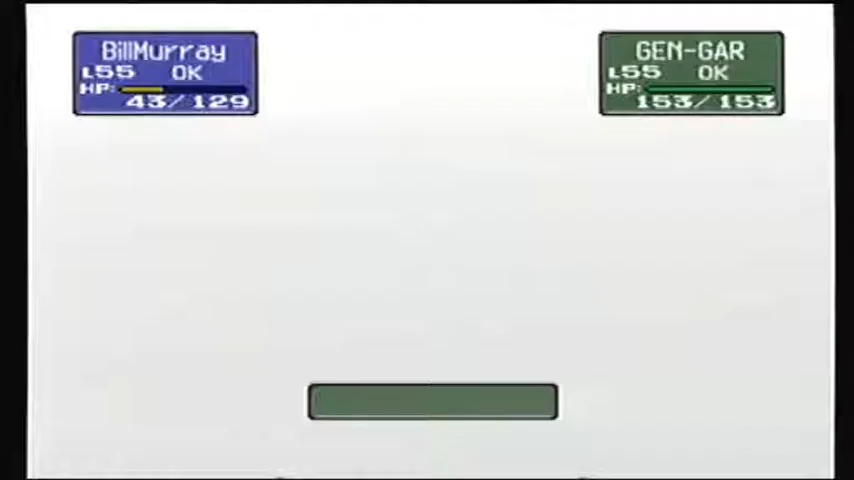 BillMurray
L55 OK
HP:
43/129
GEN-GAR
L55 OK
HP:
153/153